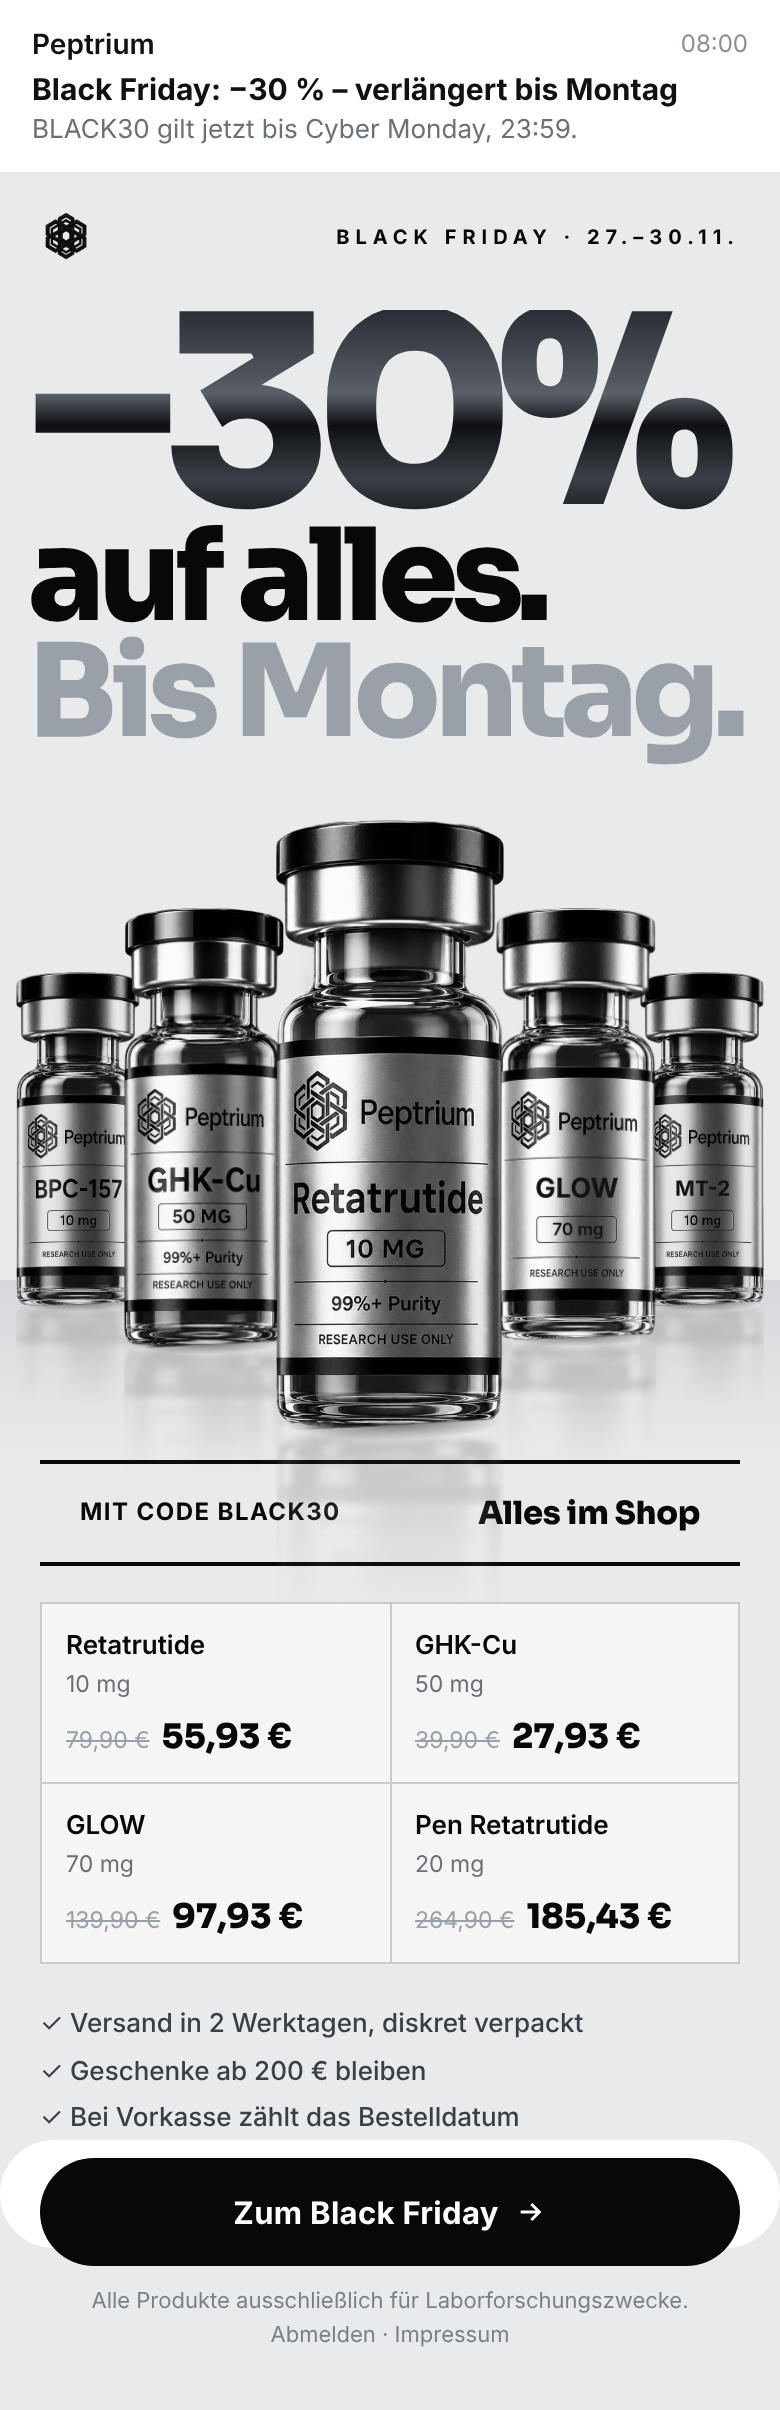 Peptrium 08:00
Black Friday: −30 % – verlängert bis Montag
BLACK30 gilt jetzt bis Cyber Monday, 23:59.
BLACK FRIDAY · 27.–30.11.
−30%
auf alles.
Bis Montag.
Peptrium
BPC-157
10 mg
RESEARCH USE ONLY
Peptrium
GHK-Cu
50 MG
99%+ Purity
RESEARCH USE ONLY
Peptrium
Retatrutide
10 MG
99%+ Purity
RESEARCH USE ONLY
Peptrium
GLOW
70 mg
RESEARCH USE ONLY
Peptrium
MT-2
10 mg
RESEARCH USE ONLY
MIT CODE BLACK30 Alles im Shop
Retatrutide
10 mg
79,90 € 55,93 €
GHK-Cu
50 mg
39,90 € 27,93 €
GLOW
70 mg
139,90 € 97,93 €
Pen Retatrutide
20 mg
264,90 € 185,43 €
✓ Versand in 2 Werktagen, diskret verpackt
✓ Geschenke ab 200 € bleiben
✓ Bei Vorkasse zählt das Bestelldatum
Zum Black Friday →
Alle Produkte ausschließlich für Laborforschungszwecke.
Abmelden · Impressum